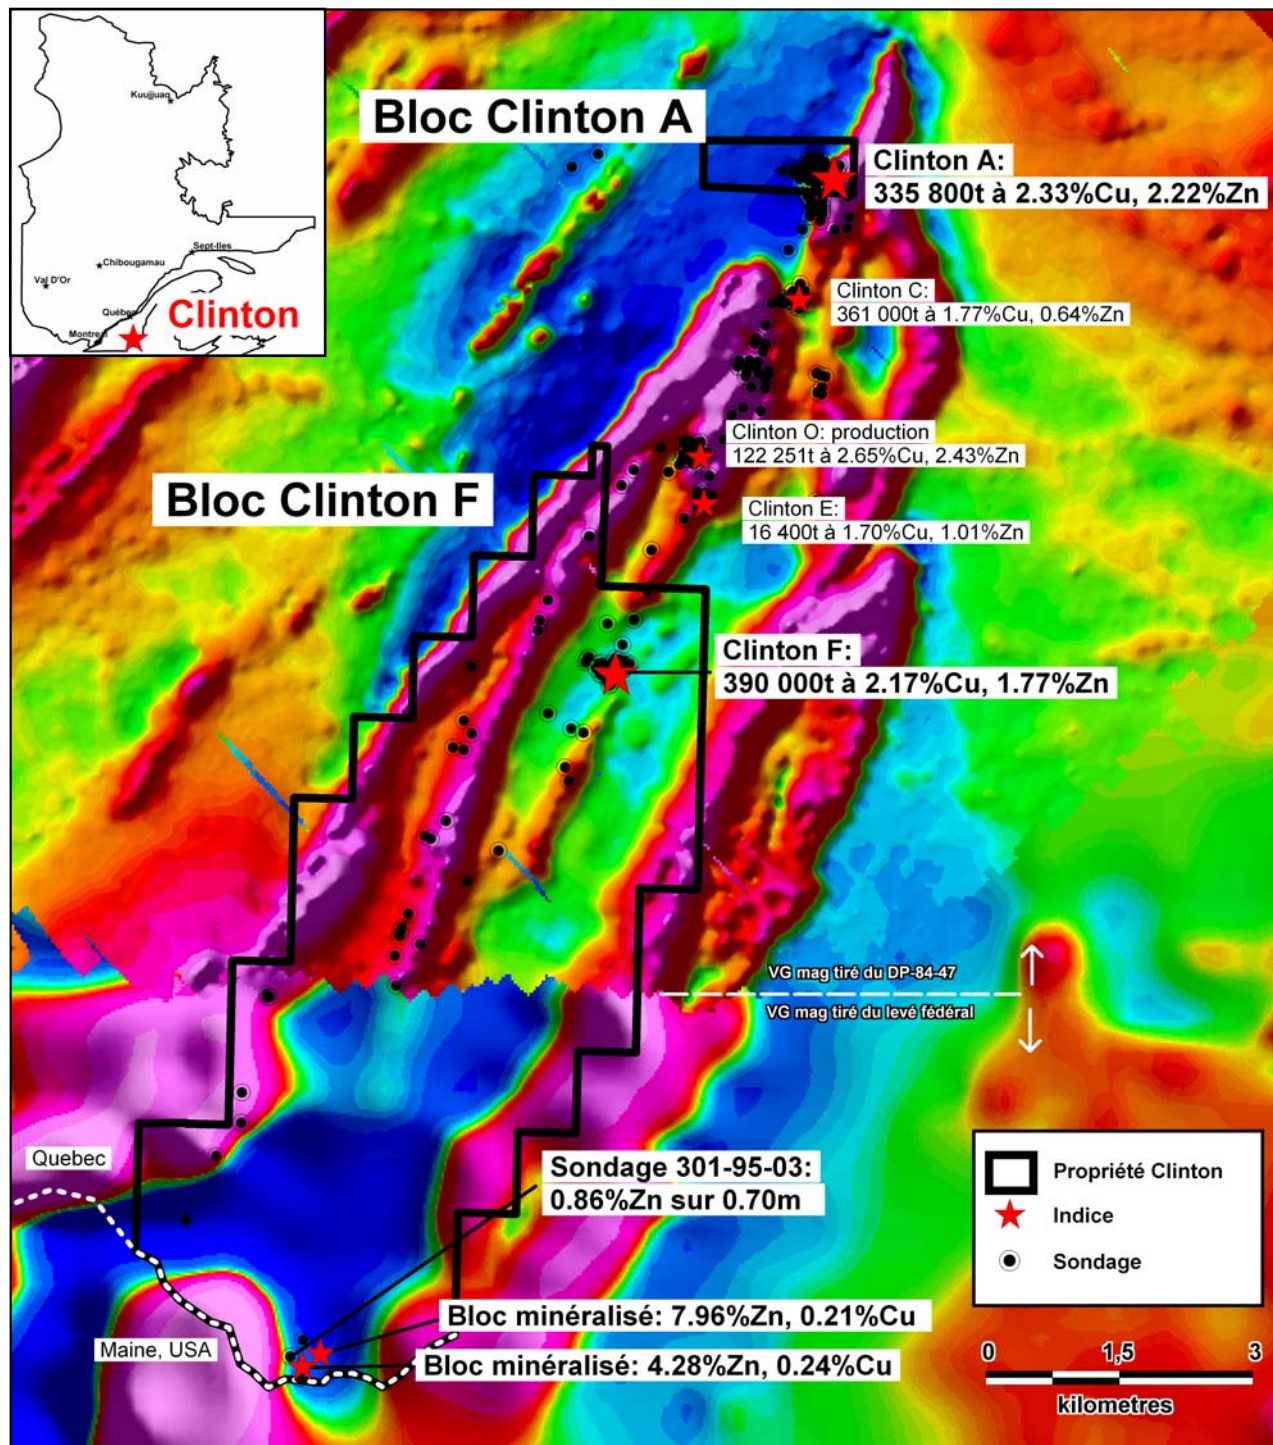 Kuujjuaq
Sept-Iles
Chibougamau
Val D'Or
Québec
Montreal
Clinton
Bloc Clinton A
Clinton A:
335 800t à 2.33%Cu, 2.22%Zn
Clinton C:
361 000t à 1.77%Cu, 0.64%Zn
Clinton O: production
122 251t à 2.65%Cu, 2.43%Zn
Bloc Clinton F
Clinton E:
16 400t à 1.70%Cu, 1.01%Zn
Clinton F:
390 000t à 2.17%Cu, 1.77%Zn
VG mag tiré du DP-84-47
VG mag tiré du levé fédéral
Quebec
Sondage 301-95-03:
0.86%Zn sur 0.70m
Propriété Clinton
Indice
Sondage
Bloc minéralisé: 7.96%Zn, 0.21%Cu
Maine, USA
Bloc minéralisé: 4.28%Zn, 0.24%Cu
0 1,5 3
kilometres